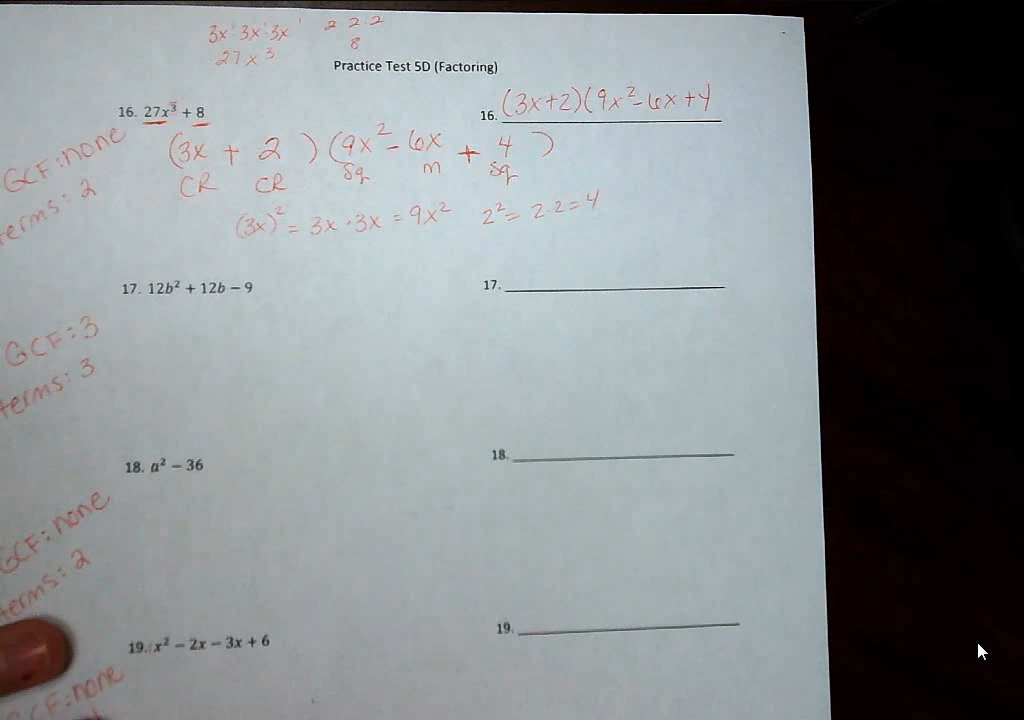 3x · 3x · 3x 2 · 2 · 2
27x³ 8
Practice Test 5D (Factoring)
16. 27x³ + 8
16. (3x+2)(9x²-6x+4
GCF: none
terms: 2
(3x + 2 ) (9x² - 6x + 4 )
CR CR Sq m Sq
(3x)² = 3x · 3x = 9x² 2² = 2·2 = 4
17. 12b² + 12b − 9
17.
GCF: 3
terms: 3
18. a² − 36
18.
GCF: none
terms: 2
19. x² − 2x − 3x + 6
19.
GCF: none